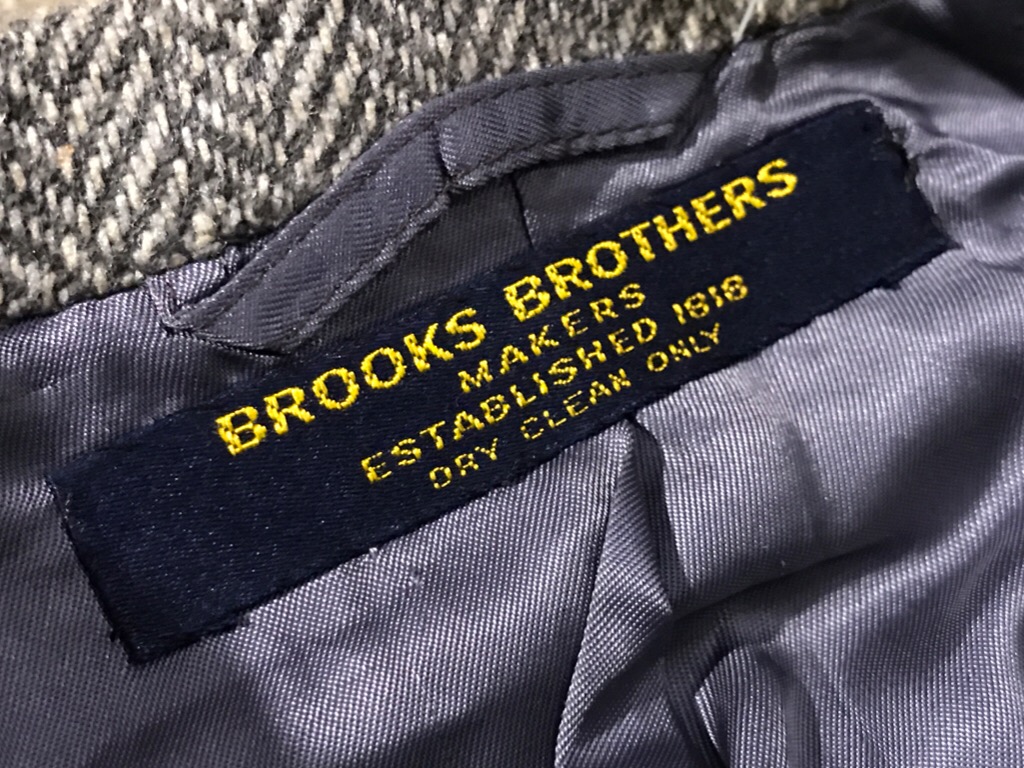 BROOKS BROTHERS
MAKERS
ESTABLISHED 1818
DRY CLEAN ONLY